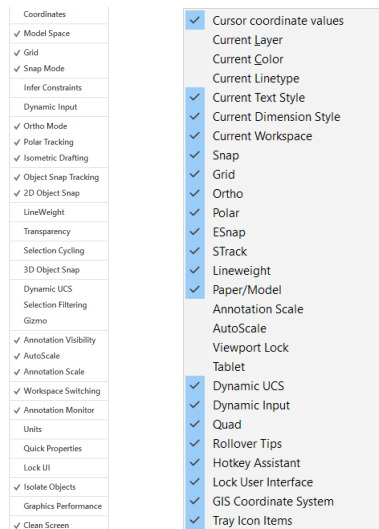 Coordinates
Model Space
Grid
Snap Mode
Infer Constraints
Dynamic Input
Ortho Mode
Polar Tracking
Isometric Drafting
Object Snap Tracking
2D Object Snap
LineWeight
Transparency
Selection Cycling
3D Object Snap
Dynamic UCS
Selection Filtering
Gizmo
Annotation Visibility
AutoScale
Annotation Scale
Workspace Switching
Annotation Monitor
Units
Quick Properties
Lock UI
Isolate Objects
Graphics Performance
Clean Screen
Cursor coordinate values
Current Layer
Current Color
Current Linetype
Current Text Style
Current Dimension Style
Current Workspace
Snap
Grid
Ortho
Polar
ESnap
STrack
Lineweight
Paper/Model
Annotation Scale
AutoScale
Viewport Lock
Tablet
Dynamic UCS
Dynamic Input
Quad
Rollover Tips
Hotkey Assistant
Lock User Interface
GIS Coordinate System
Tray Icon Items